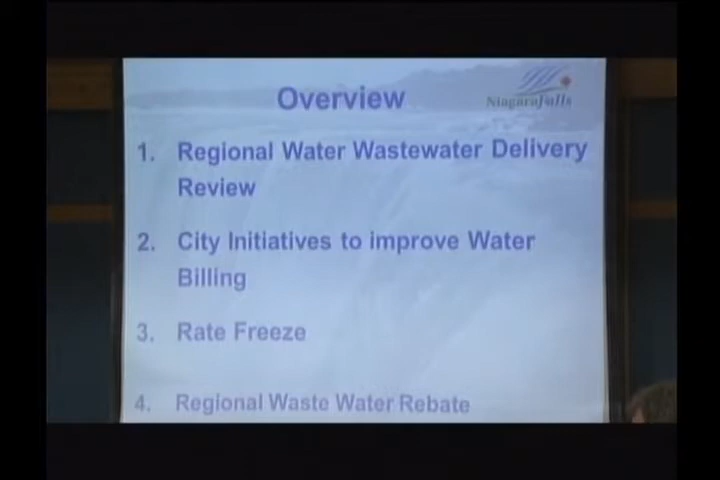 Overview
NiagaraFalls
1. Regional Water Wastewater Delivery
Review
2. City Initiatives to improve Water
Billing
3. Rate Freeze
4. Regional Waste Water Rebate